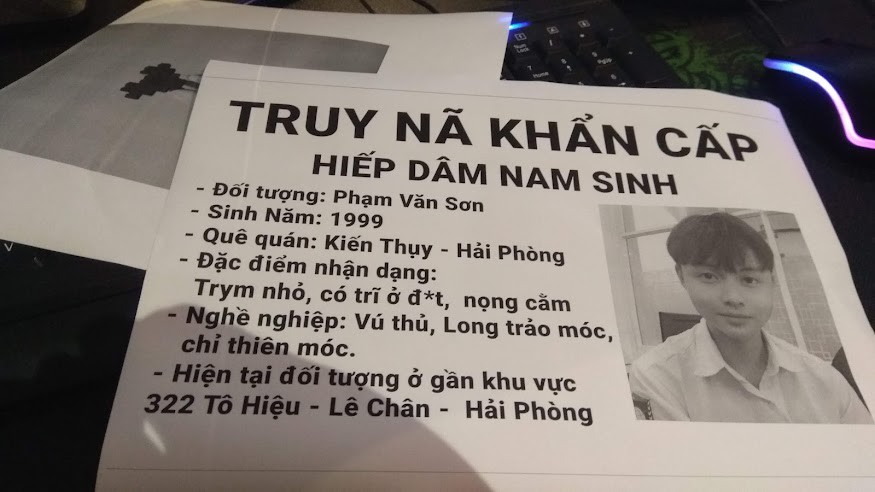 TRUY NÃ KHẨN CẤP
HIẾP DÂM NAM SINH
- Đối tượng: Phạm Văn Sơn
- Sinh Năm: 1999
- Quê quán: Kiến Thụy - Hải Phòng
- Đặc điểm nhận dạng:
Trym nhỏ, có trĩ ở đ*t, nọng cằm
- Nghề nghiệp: Vú thủ, Long trảo móc,
chỉ thiên móc.
- Hiện tại đối tượng ở gần khu vực
322 Tô Hiệu - Lê Chân - Hải Phòng